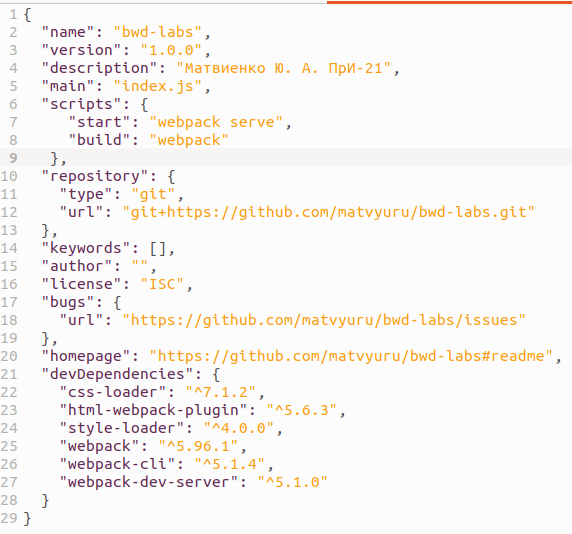 1 {
2   "name": "bwd-labs",
3   "version": "1.0.0",
4   "description": "Матвиенко Ю. А. ПрИ-21",
5   "main": "index.js",
6   "scripts": {
7      "start": "webpack serve",
8      "build": "webpack"
9    },
10   "repository": {
11     "type": "git",
12     "url": "git+https://github.com/matvyuru/bwd-labs.git"
13   },
14   "keywords": [],
15   "author": "",
16   "license": "ISC",
17   "bugs": {
18     "url": "https://github.com/matvyuru/bwd-labs/issues"
19   },
20   "homepage": "https://github.com/matvyuru/bwd-labs#readme",
21   "devDependencies": {
22     "css-loader": "^7.1.2",
23     "html-webpack-plugin": "^5.6.3",
24     "style-loader": "^4.0.0",
25     "webpack": "^5.96.1",
26     "webpack-cli": "^5.1.4",
27     "webpack-dev-server": "^5.1.0"
28   }
29 }